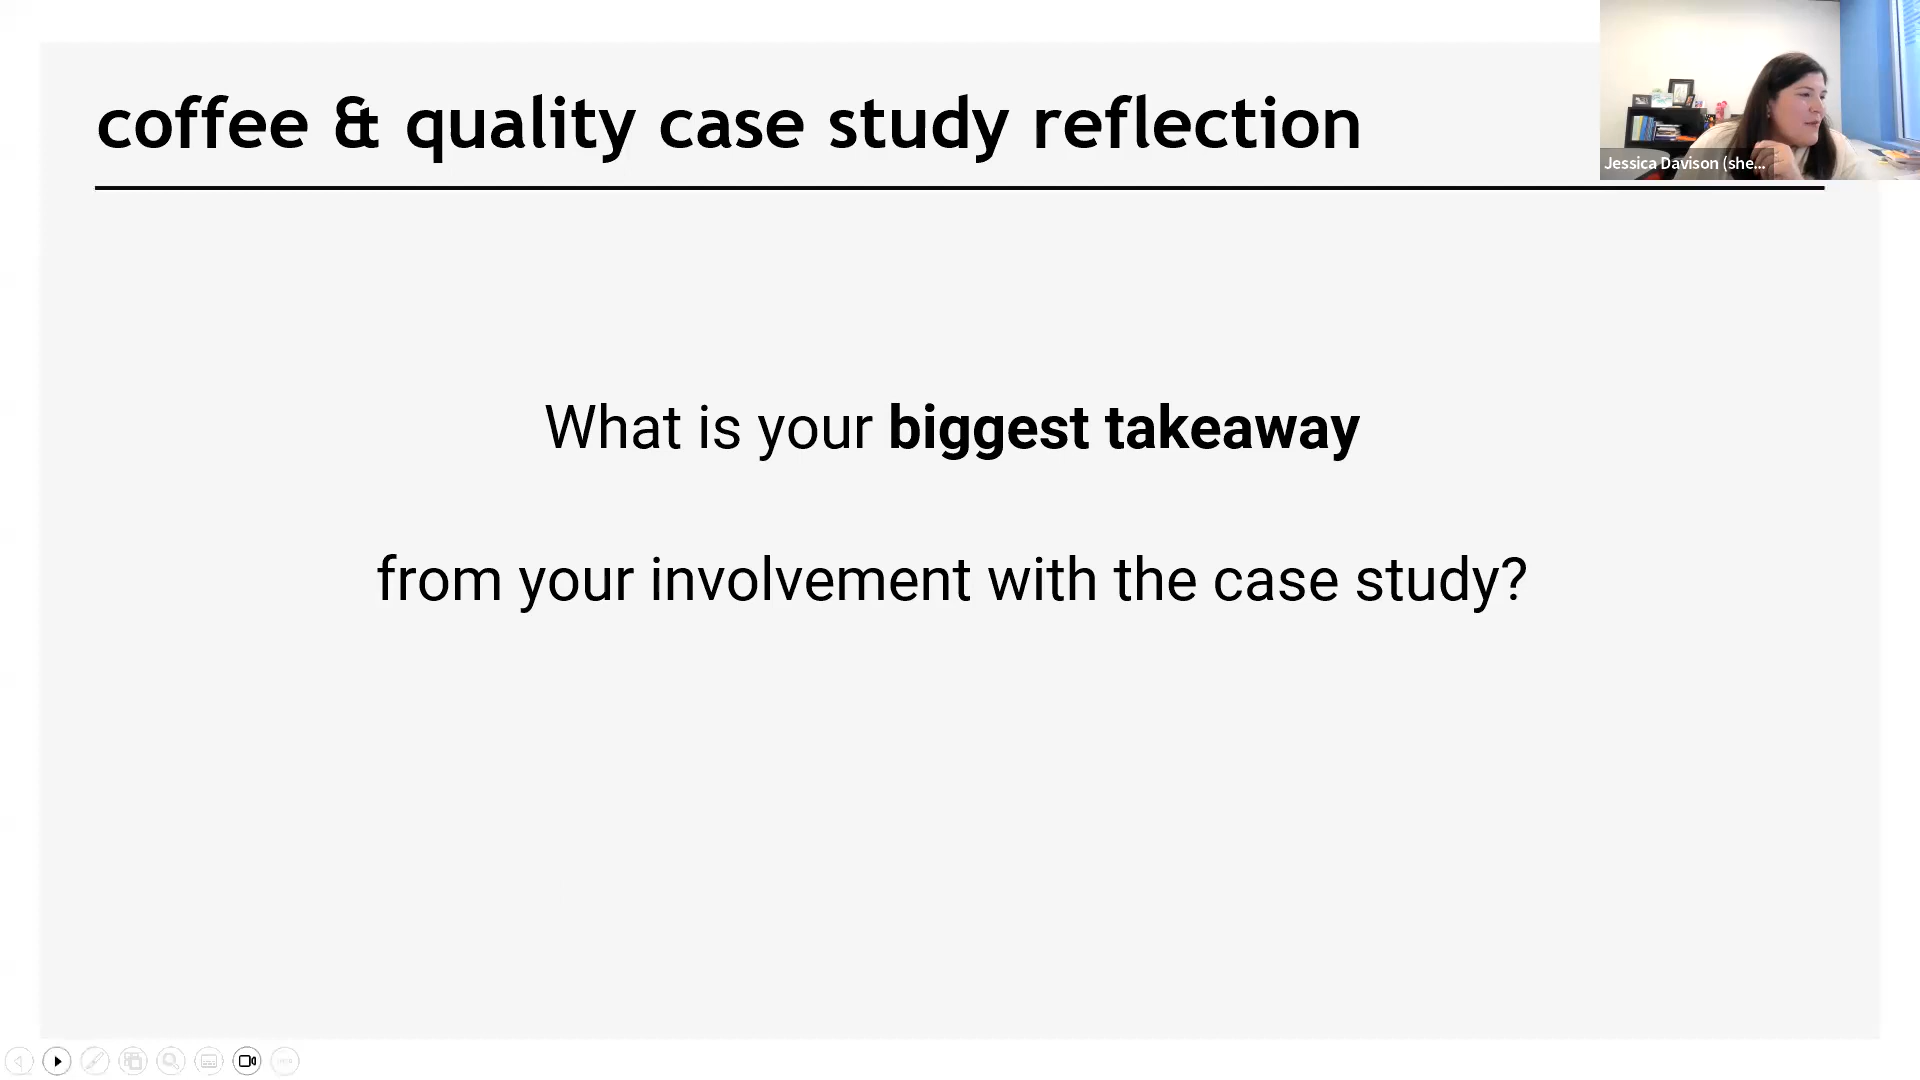 coffee & quality case study reflection
Jessica Davison (she...
What is your biggest takeaway
from your involvement with the case study?